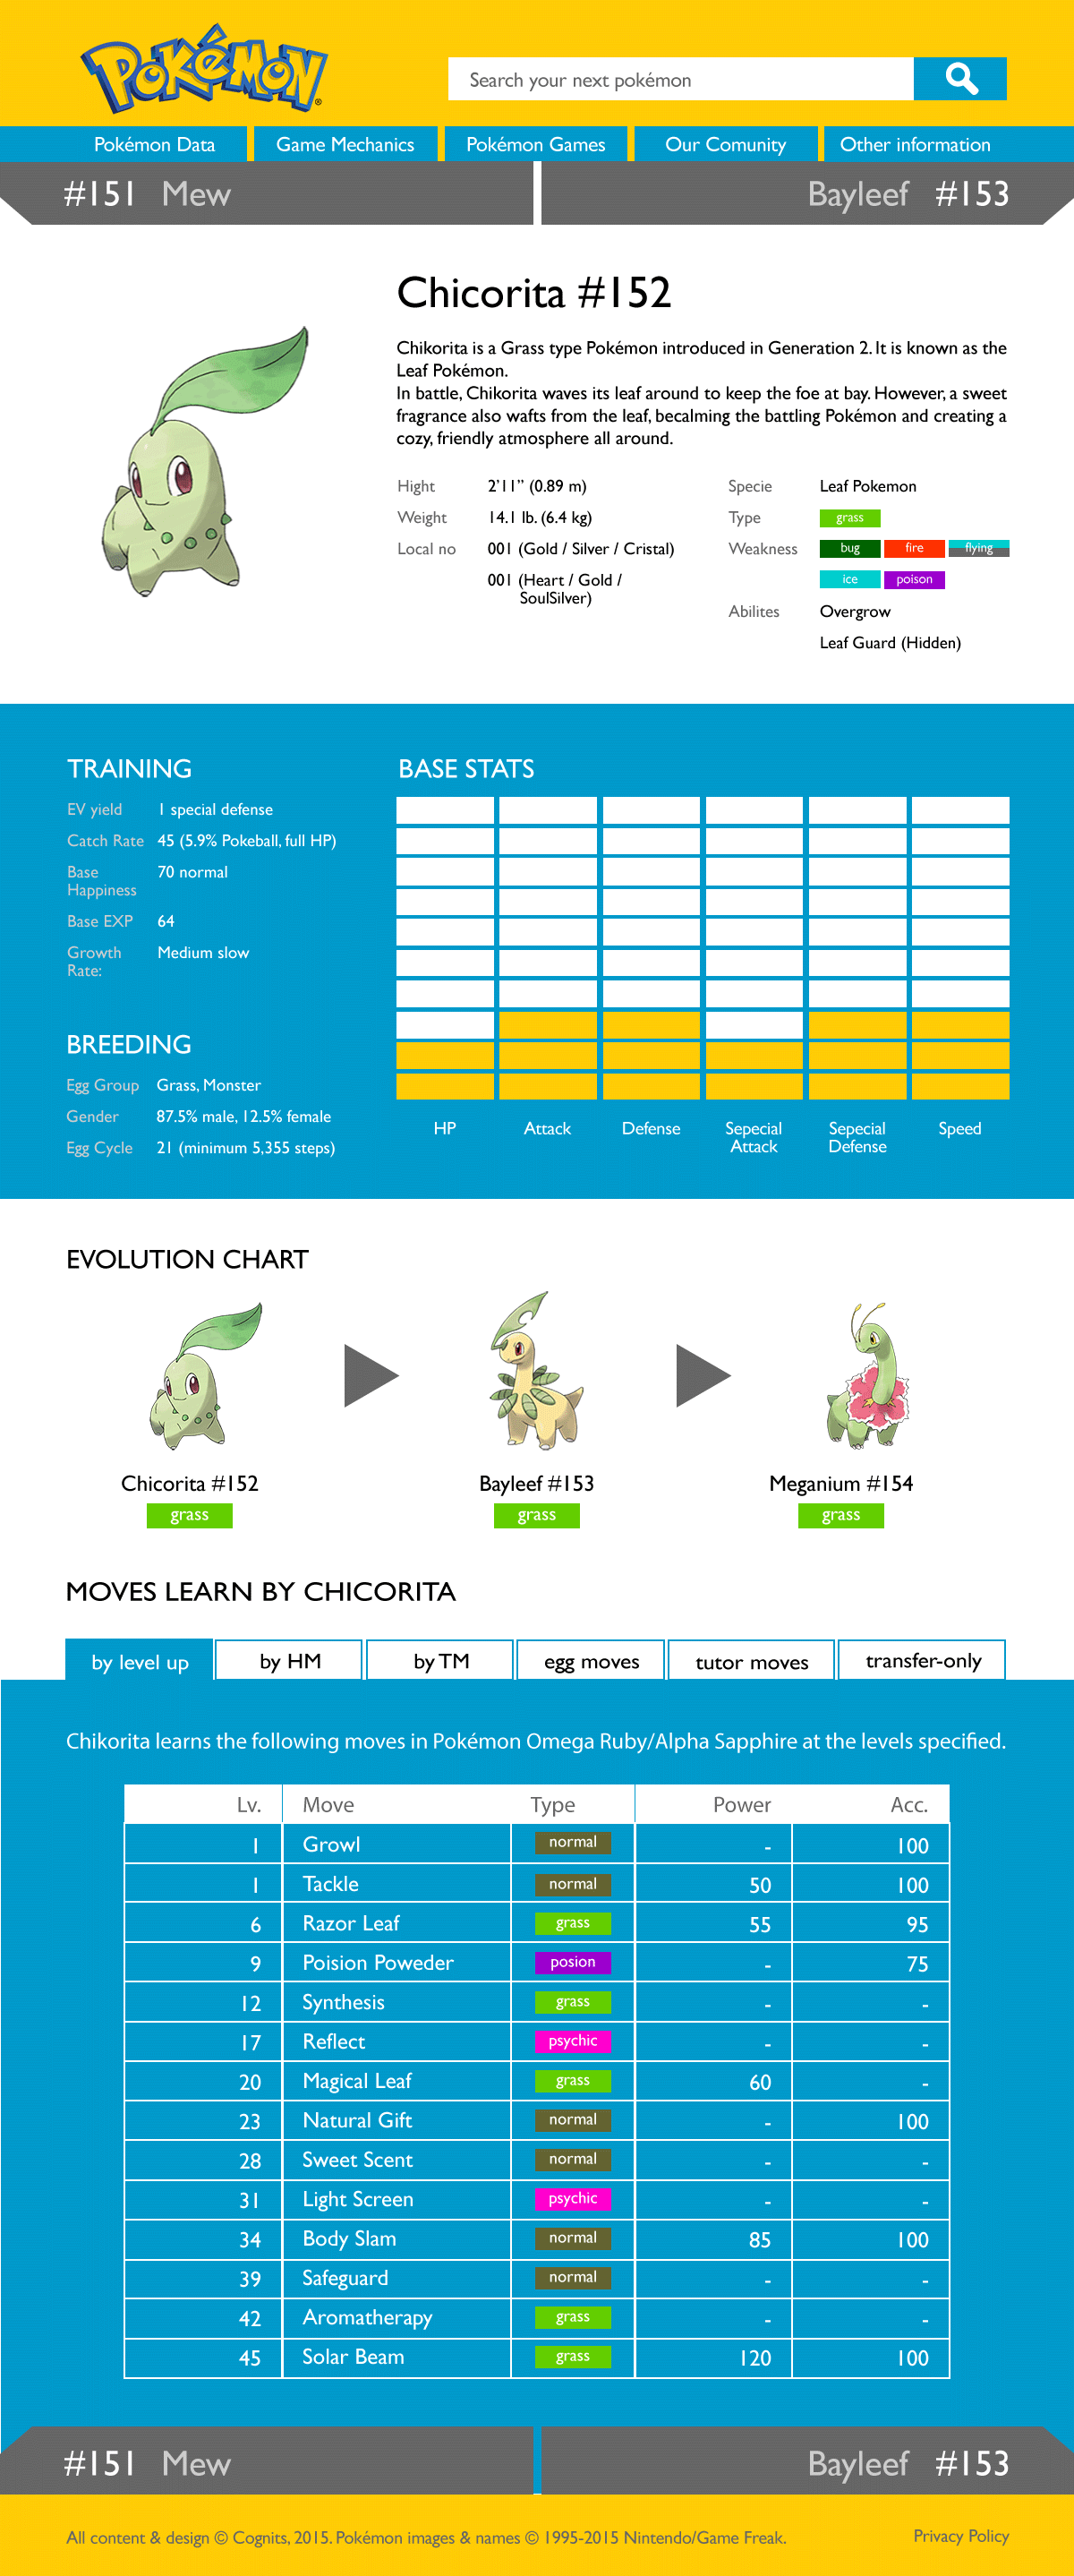 POKéMON ®
Search your next pokémon
Pokémon Data Game Mechanics Pokémon Games Our Comunity Other information
#151 Mew Bayleef #153
Chicorita #152
Chikorita is a Grass type Pokémon introduced in Generation 2. It is known as the
Leaf Pokémon.
In battle, Chikorita waves its leaf around to keep the foe at bay. However, a sweet
fragrance also wafts from the leaf, becalming the battling Pokémon and creating a
cozy, friendly atmosphere all around.
Hight 2’11” (0.89 m)
Weight 14.1 lb. (6.4 kg)
Local no 001 (Gold / Silver / Cristal)
001 (Heart / Gold /
SoulSilver)
Specie Leaf Pokemon
Type grass
Weakness bug fire flying
ice poison
Abilites Overgrow
Leaf Guard (Hidden)
TRAINING
EV yield 1 special defense
Catch Rate 45 (5.9% Pokeball, full HP)
Base 70 normal
Happiness
Base EXP 64
Growth Medium slow
Rate:
BREEDING
Egg Group Grass, Monster
Gender 87.5% male, 12.5% female
Egg Cycle 21 (minimum 5,355 steps)
BASE STATS
HP Attack Defense Sepecial Sepecial Speed
Attack Defense
EVOLUTION CHART
Chicorita #152 Bayleef #153 Meganium #154
grass grass grass
MOVES LEARN BY CHICORITA
by level up by HM by TM egg moves tutor moves transfer-only
Chikorita learns the following moves in Pokémon Omega Ruby/Alpha Sapphire at the levels specified.
Lv. Move Type Power Acc.
1 Growl normal - 100
1 Tackle normal 50 100
6 Razor Leaf grass 55 95
9 Poision Poweder posion - 75
12 Synthesis grass - -
17 Reflect psychic - -
20 Magical Leaf grass 60 -
23 Natural Gift normal - 100
28 Sweet Scent normal - -
31 Light Screen psychic - -
34 Body Slam normal 85 100
39 Safeguard normal - -
42 Aromatherapy grass - -
45 Solar Beam grass 120 100
#151 Mew Bayleef #153
All content & design © Cognits, 2015. Pokémon images & names © 1995-2015 Nintendo/Game Freak. Privacy Policy